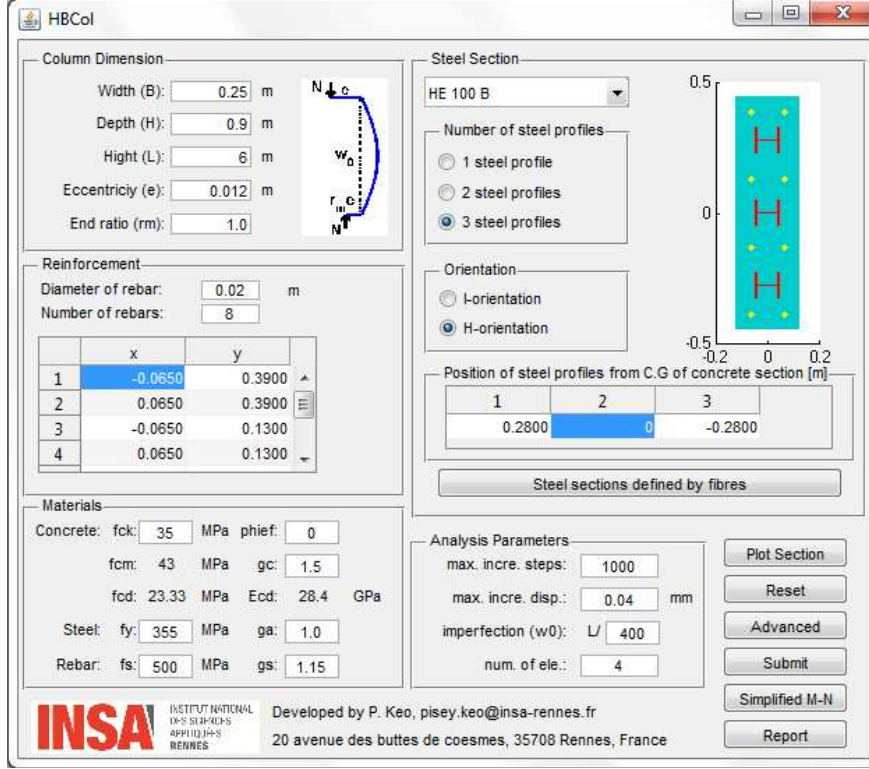 HBCol
Column Dimension
Width (B): 0.25 m
Depth (H): 0.9 m
Hight (L): 6 m
Eccentriciy (e): 0.012 m
End ratio (rm): 1.0
N e
w0
rme
N
Reinforcement
Diameter of rebar: 0.02 m
Number of rebars: 8
x y
1 -0.0650 0.3900
2 0.0650 0.3900
3 -0.0650 0.1300
4 0.0650 0.1300
Materials
Concrete: fck: 35 MPa phief: 0
fcm: 43 MPa gc: 1.5
fcd: 23.33 MPa Ecd: 28.4 GPa
Steel: fy: 355 MPa ga: 1.0
Rebar: fs: 500 MPa gs: 1.15
Steel Section
HE 100 B
Number of steel profiles
1 steel profile
2 steel profiles
3 steel profiles
Orientation
I-orientation
H-orientation
0.5
0
-0.5
-0.2 0 0.2
Position of steel profiles from C.G of concrete section [m]
1 2 3
0.2800 0 -0.2800
Steel sections defined by fibres
Analysis Parameters
max. incre. steps: 1000
max. incre. disp.: 0.04 mm
imperfection (w0): L/ 400
num. of ele.: 4
Plot Section
Reset
Advanced
Submit
Simplified M-N
Report
INSA
INSTITUT NATIONAL
DES SCIENCES
APPLIQUÉES
RENNES
Developed by P. Keo, pisey.keo@insa-rennes.fr
20 avenue des buttes de coesmes, 35708 Rennes, France